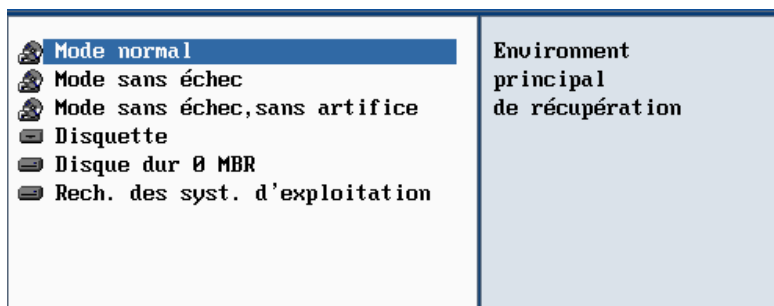 Mode normal
Mode sans échec
Mode sans échec,sans artifice
Disquette
Disque dur 0 MBR
Rech. des syst. d'exploitation
Environment
principal
de récupération